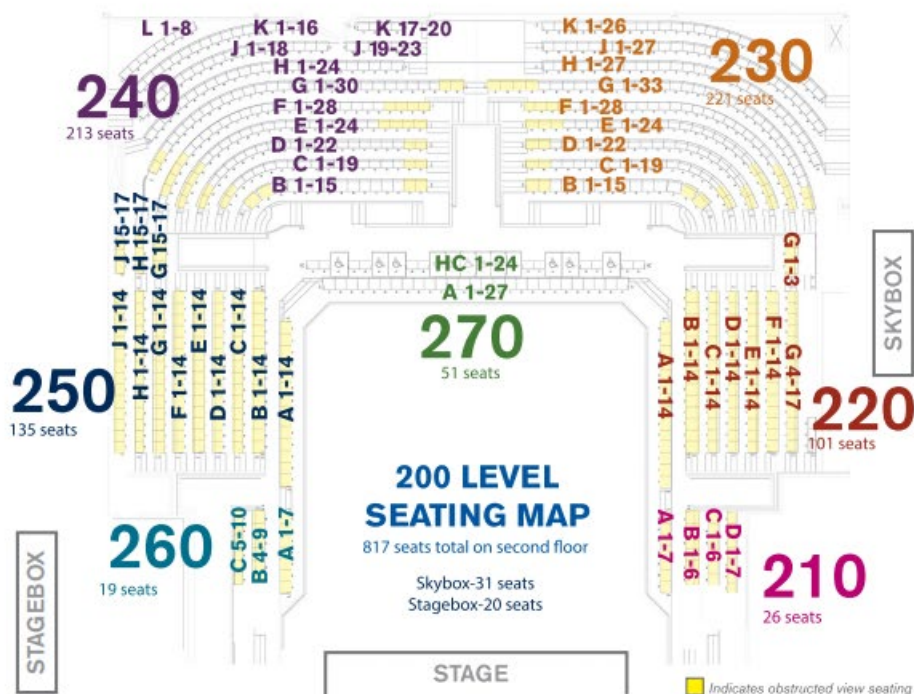 L 1-8
K 1-16
K 17-20
J 1-18
J 19-23
H 1-24
G 1-30
F 1-28
E 1-24
D 1-22
C 1-19
B 1-15
240
213 seats
K 1-26
J 1-27
H 1-27
G 1-33
F 1-28
E 1-24
D 1-22
C 1-19
B 1-15
230
221 seats
J 15-17
H 15-17
G 15-17
J 1-14
H 1-14
G 1-14
F 1-14
E 1-14
D 1-14
C 1-14
B 1-14
A 1-14
250
135 seats
HC 1-24
A 1-27
270
51 seats
G 1-3
A 1-14
B 1-14
C 1-14
D 1-14
E 1-14
F 1-14
G 4-17
220
101 seats
SKYBOX
200 LEVEL
SEATING MAP
817 seats total on second floor
Skybox-31 seats
Stagebox-20 seats
260
19 seats
C 5-10
B 4-9
A 1-7
A 1-7
B 1-6
C 1-6
D 1-7
210
26 seats
STAGEBOX
STAGE
Indicates obstructed view seating